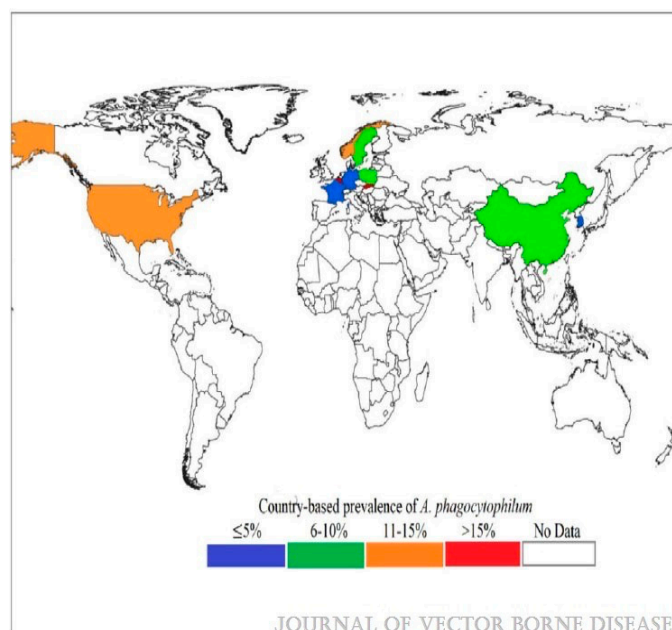 Country-based prevalence of A. phagocytophilum
≤5% 6-10% 11-15% >15% No Data
JOURNAL OF VECTOR BORNE DISEASE